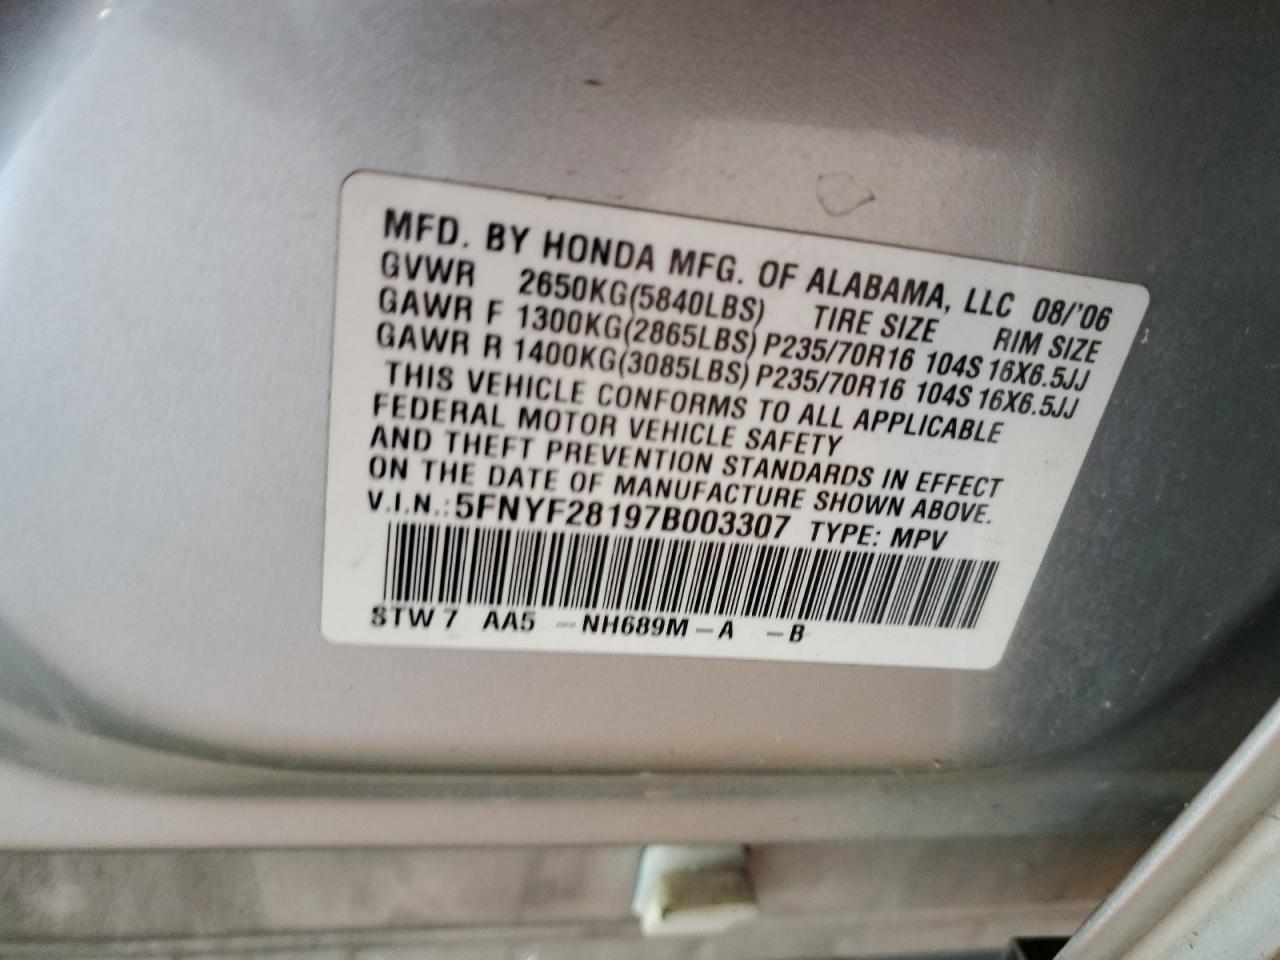 MFD. BY HONDA MFG. OF ALABAMA, LLC 08/'06
GVWR 2650KG(5840LBS) TIRE SIZE RIM SIZE
GAWR F 1300KG(2865LBS) P235/70R16 104S 16X6.5JJ
GAWR R 1400KG(3085LBS) P235/70R16 104S 16X6.5JJ
THIS VEHICLE CONFORMS TO ALL APPLICABLE
FEDERAL MOTOR VEHICLE SAFETY
AND THEFT PREVENTION STANDARDS IN EFFECT
ON THE DATE OF MANUFACTURE SHOWN ABOVE.
V.I.N.: 5FNYF28197B003307 TYPE: MPV
STW 7 AA5 -NH689M-A -B